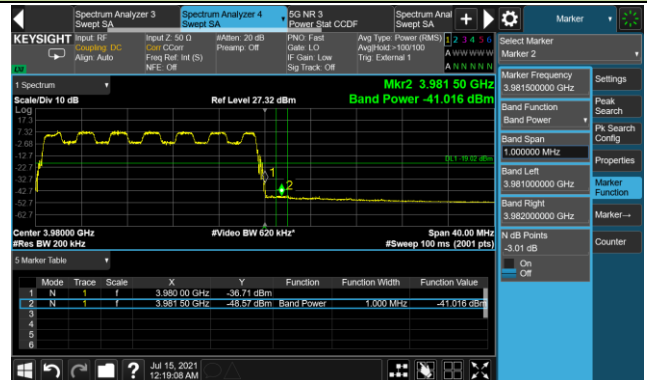 Spectrum Analyzer 3 Swept SA
Spectrum Analyzer 4 Swept SA
5G NR 3 Power Stat CCDF
Spectrum Anal Swept SA
+
Marker
KEYSIGHT
Input: RF
Coupling: DC
Align: Auto
Input Z: 50 Ω
Corr CCorr
Freq Ref: Int (S)
NFE: Off
#Atten: 20 dB
Preamp: Off
PNO: Fast
Gate: LO
IF Gain: Low
Sig Track: Off
Avg Type: Power (RMS)
Avg|Hold >100/100
Trig: External 1
1 2 3 4 5 6
A W W W W W
A N N N N N
Select Marker
Marker 2
1 Spectrum
Scale/Div 10 dB
Ref Level 27.32 dBm
Mkr2 3.981 50 GHz
Band Power -41.016 dBm
Log
17.3
7.32
-2.68
-12.7
-22.7
-32.7
-42.7
-52.7
-62.7
DL1 -19.02 dBm
1
2
Center 3.98000 GHz
#Res BW 200 kHz
#Video BW 620 kHz*
Span 40.00 MHz
#Sweep 100 ms (2001 pts)
Marker Frequency
3.981500000 GHz
Band Function
Band Power
Band Span
1.000000 MHz
Band Left
3.981000000 GHz
Band Right
3.982000000 GHz
N dB Points
-3.01 dB
On
Off
Settings
Peak Search
Pk Search Config
Properties
Marker Function
Marker→
Counter
5 Marker Table
Mode Trace Scale X Y Function Function Width Function Value
1 N 1 f 3.980 00 GHz -36.71 dBm
2 N 1 f 3.981 50 GHz -48.57 dBm Band Power 1.000 MHz -41.016 dBm
3
4
5
6
?
Jul 15, 2021
12:19:08 AM